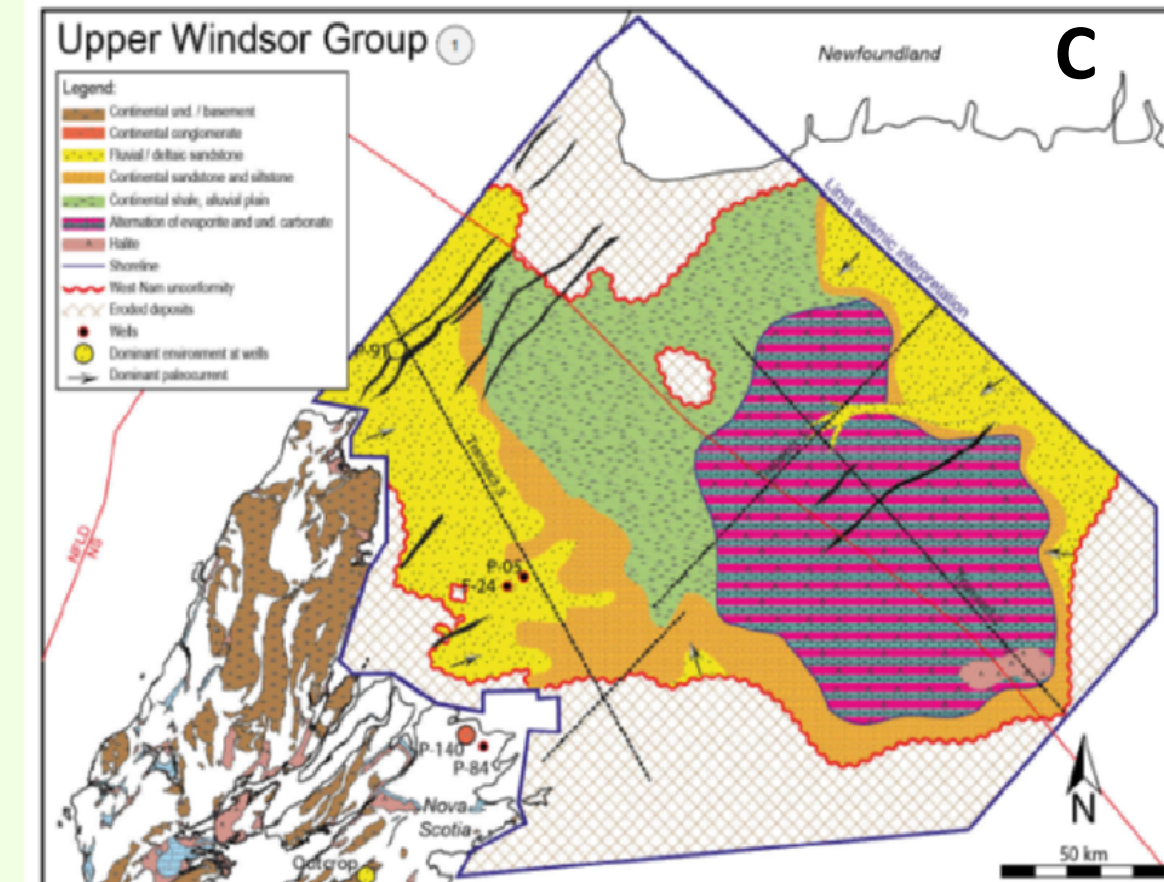 Upper Windsor Group 1
C
Newfoundland
Legend:
Continental und. / basement
Continental conglomerate
Fluvial / deltaic sandstone
Continental sandstone and siltstone
Continental shale, alluvial plain
Alternation of evaporite and und. carbonate
Halite
Shoreline
West-Nam unconformity
Eroded deposits
Wells
Dominant environment at wells
Dominant paleocurrent
Limit seismic interpretation
P-91
P-05
F-24
NFLD
NS
P-140
P-84
Nova
Scotia
Outcrop
N
50 km